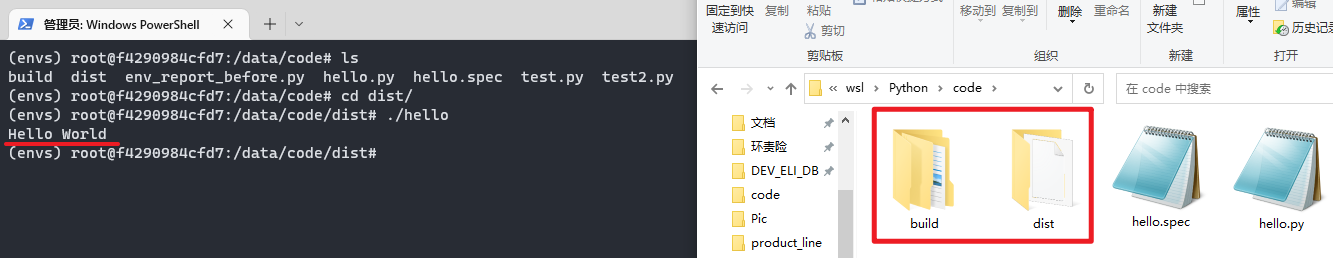 管理员: Windows PowerShell
(envs) root@f4290984cfd7:/data/code# ls
build dist env_report_before.py hello.py hello.spec test.py test2.py
(envs) root@f4290984cfd7:/data/code# cd dist/
(envs) root@f4290984cfd7:/data/code/dist# ./hello
Hello World
(envs) root@f4290984cfd7:/data/code/dist#
固定到快速访问
复制
粘贴
剪切
剪贴板
移动到
复制到
删除
重命名
组织
新建
文件夹
新建
属性
编辑
历史记录
打开
« wsl > Python > code >
在 code 中搜索
文档
环责险
DEV_ELI_DB
code
Pic
product_line
build
dist
hello.spec
hello.py